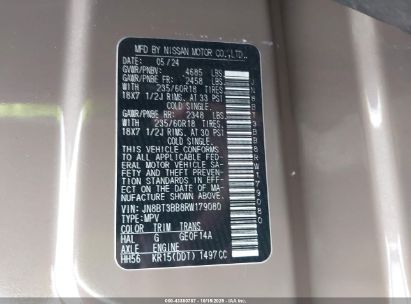 MFD BY NISSAN MOTOR CO.,LTD.
DATE: 05/24
GVWR/PNBV: 4685 LBS
GAWR/PNBE FR: 2458 LBS
WITH 235/60R18 TIRES
18X7 1/2J RIMS, AT 33 PSI
COLD SINGLE.
GAWR/PNBE RR: 2348 LBS
WITH 235/60R18 TIRES
18X7 1/2J RIMS, AT 30 PSI
COLD SINGLE.
THIS VEHICLE CONFORMS
TO ALL APPLICABLE FED-
ERAL MOTOR VEHICLE SA-
FETY AND THEFT PREVEN-
TION STANDARDS IN EFF-
ECT ON THE DATE OF MAN-
UFACTURE SHOWN ABOVE.
VIN: JN8BT3BB8RW179080
TYPE:MPV
COLOR TRIM TRANS
HAL G GE0F14A
AXLE ENGINE
HH56 KR15(DDT) 1497CC
JN8BT3BB8RW179080